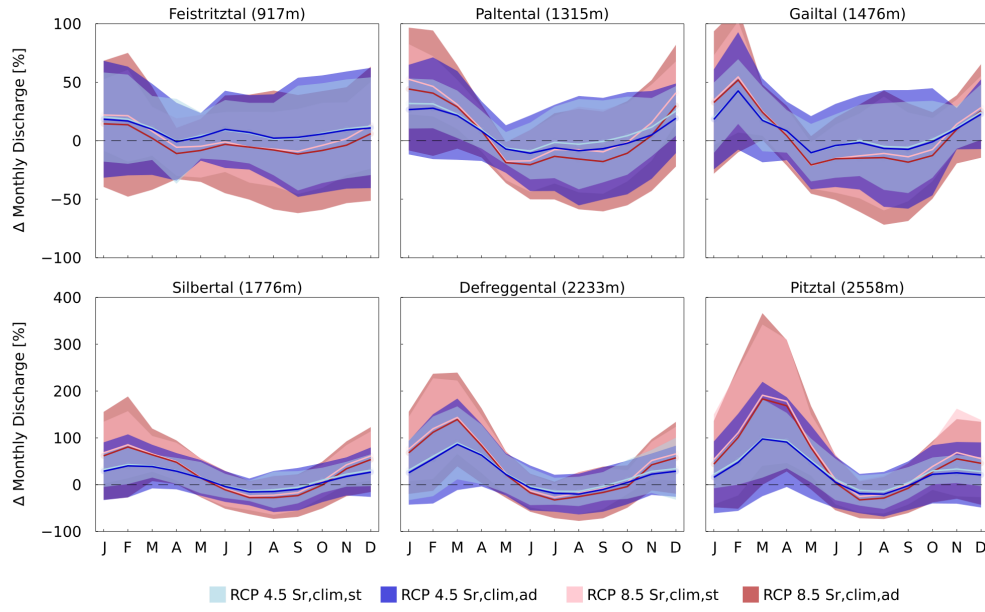 Feistritztal (917m) Paltental (1315m) Gailtal (1476m)
Δ Monthly Discharge [%]
100
50
0
−50
−100
Silbertal (1776m) Defreggental (2233m) Pitztal (2558m)
Δ Monthly Discharge [%]
400
300
200
100
0
−100
J F M A M J J A S O N D J F M A M J J A S O N D J F M A M J J A S O N D
RCP 4.5 Sr,clim,st RCP 4.5 Sr,clim,ad RCP 8.5 Sr,clim,st RCP 8.5 Sr,clim,ad